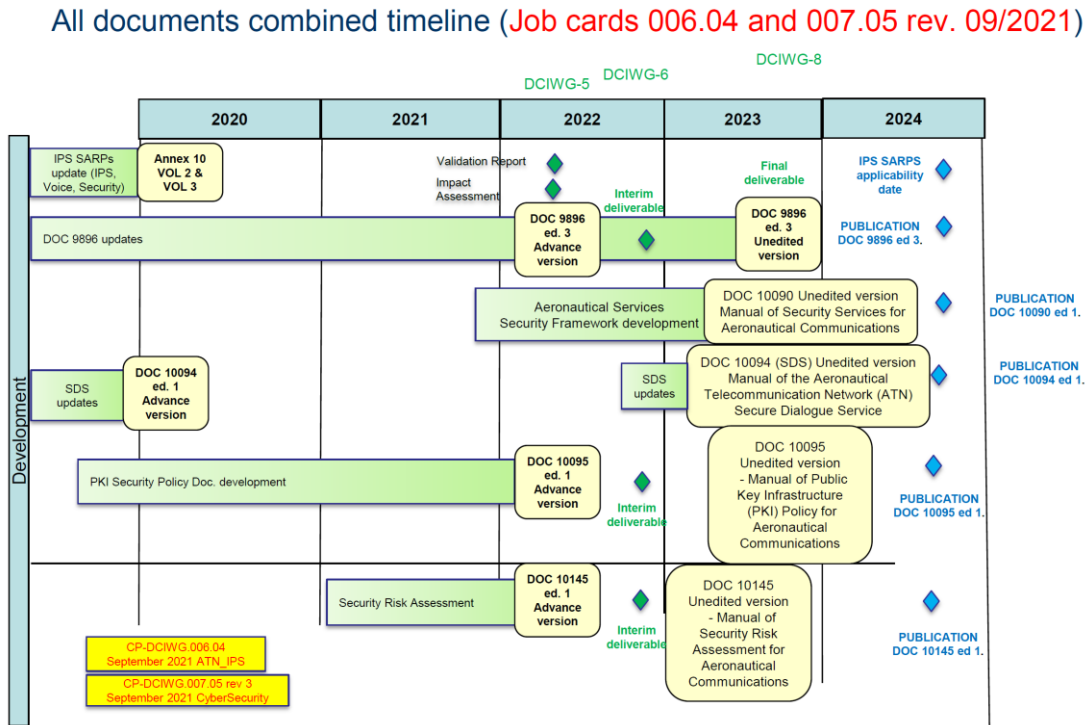 All documents combined timeline (Job cards 006.04 and 007.05 rev. 09/2021)
DCIWG-5
DCIWG-6
DCIWG-8
2020
2021
2022
2023
2024
Development
IPS SARPs
update (IPS,
Voice, Security)
Annex 10
VOL 2 &
VOL 3
Validation Report
Impact
Assessment
Interim
deliverable
Final
deliverable
IPS SARPS
applicability
date
DOC 9896 updates
DOC 9896
ed. 3
Advance
version
DOC 9896
ed. 3
Unedited
version
PUBLICATION
DOC 9896 ed 3.
Aeronautical Services
Security Framework development
DOC 10090 Unedited version
Manual of Security Services for
Aeronautical Communications
PUBLICATION
DOC 10090 ed 1.
SDS
updates
DOC 10094
ed. 1
Advance
version
SDS
updates
DOC 10094 (SDS) Unedited version
Manual of the Aeronautical
Telecommunication Network (ATN)
Secure Dialogue Service
PUBLICATION
DOC 10094 ed 1.
PKI Security Policy Doc. development
DOC 10095
ed. 1
Advance
version
Interim
deliverable
DOC 10095
Unedited version
- Manual of Public
Key Infrastructure
(PKI) Policy for
Aeronautical
Communications
PUBLICATION
DOC 10095 ed 1.
Security Risk Assessment
DOC 10145
ed. 1
Advance
version
Interim
deliverable
DOC 10145
Unedited version
- Manual of
Security Risk
Assessment for
Aeronautical
Communications
PUBLICATION
DOC 10145 ed 1.
CP-DCIWG.006.04
September 2021 ATN_IPS
CP-DCIWG.007.05 rev 3
September 2021 CyberSecurity